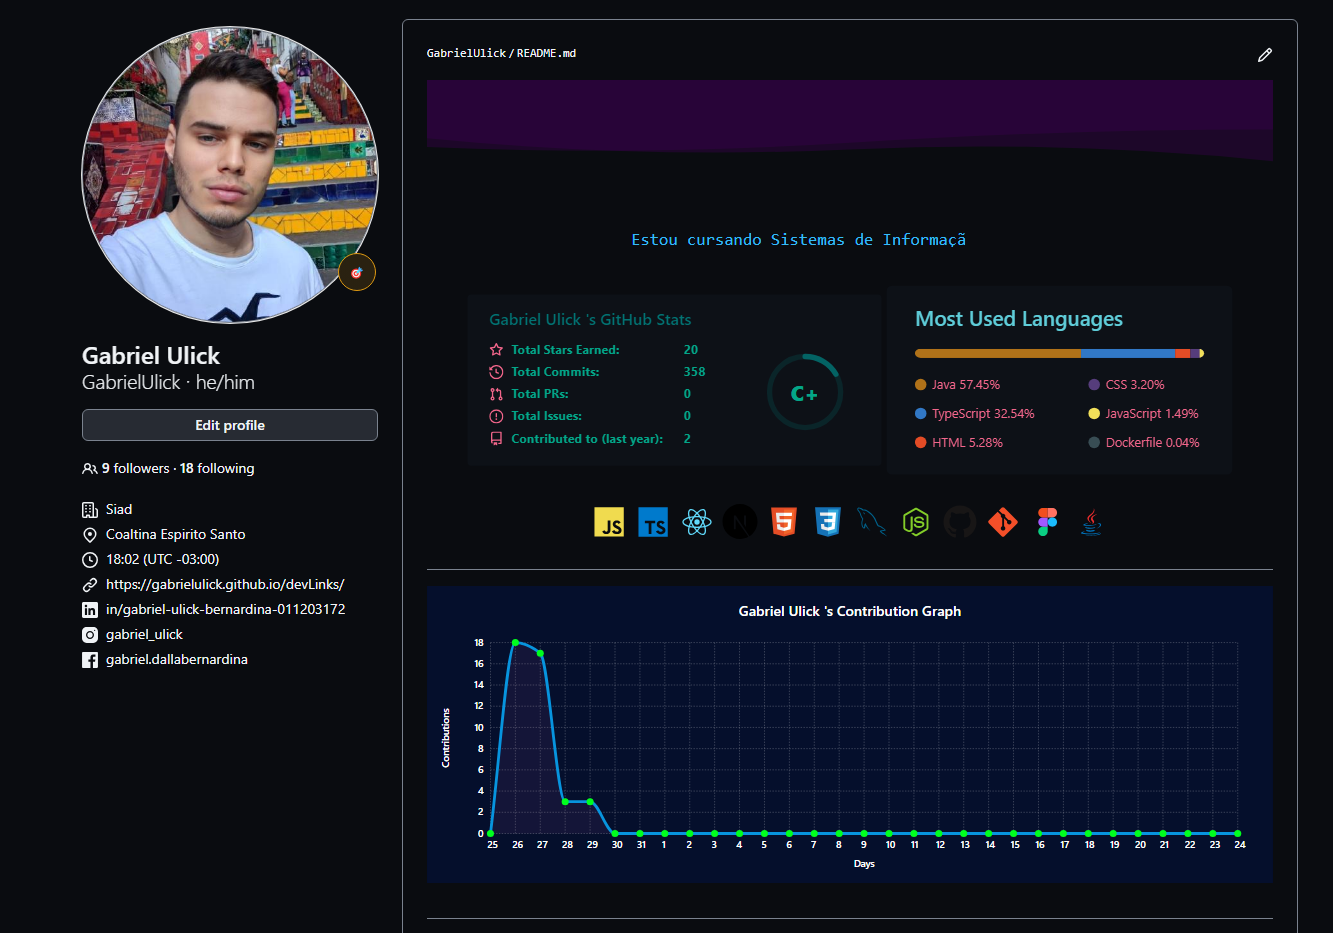 Gabriel Ulick
GabrielUlick · he/him
Edit profile
9 followers · 18 following
Siad
Coaltina Espirito Santo
18:02 (UTC -03:00)
https://gabrielulick.github.io/devLinks/
in/gabriel-ulick-bernardina-011203172
gabriel_ulick
gabriel.dallabernardina
GabrielUlick / README.md
Estou cursando Sistemas de Informaçã
Gabriel Ulick 's GitHub Stats
Total Stars Earned: 20
Total Commits: 358
Total PRs: 0
Total Issues: 0
Contributed to (last year): 2
C+
Most Used Languages
Java 57.45% CSS 3.20%
TypeScript 32.54% JavaScript 1.49%
HTML 5.28% Dockerfile 0.04%
JS TS N 5 3 JS
Gabriel Ulick 's Contribution Graph
18
16
14
12
10
8
6
4
2
0
Contributions
25 26 27 28 29 30 31 1 2 3 4 5 6 7 8 9 10 11 12 13 14 15 16 17 18 19 20 21 22 23 24
Days